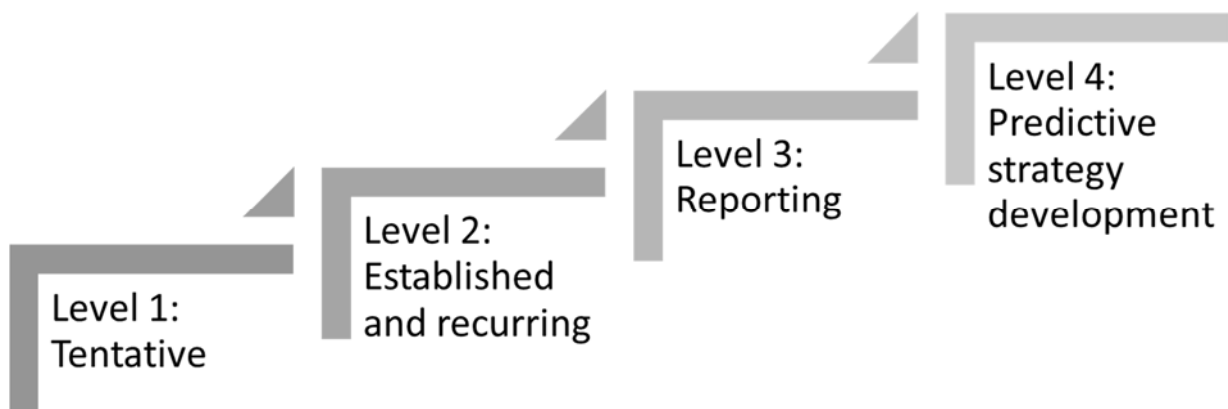 Level 1:
Tentative
Level 2:
Established
and recurring
Level 3:
Reporting
Level 4:
Predictive
strategy
development